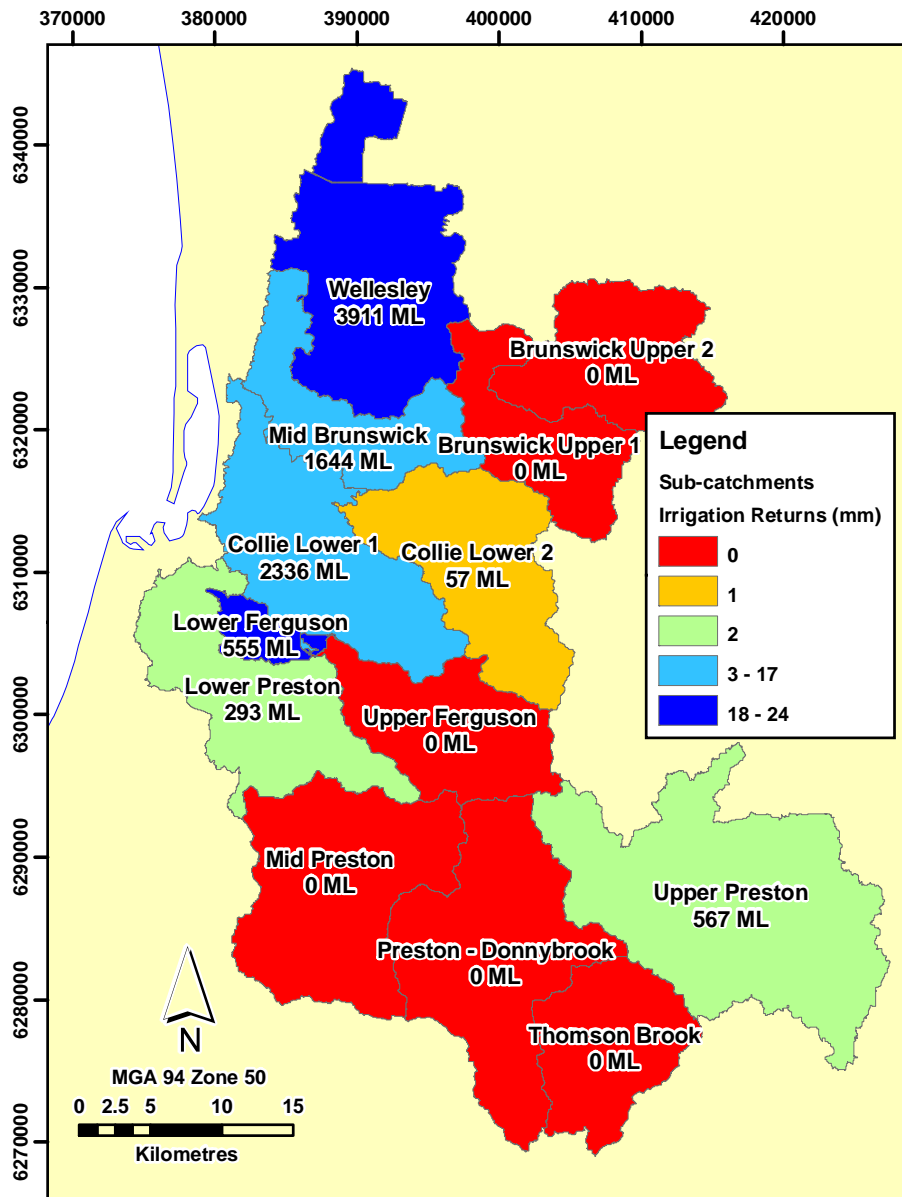 370000 380000 390000 400000 410000 420000
6340000
6330000
6320000
6310000
6300000
6290000
6280000
6270000
Wellesley
3911 ML
Brunswick Upper 2
0 ML
Mid Brunswick
1644 ML
Brunswick Upper 1
0 ML
Collie Lower 1
2336 ML
Collie Lower 2
57 ML
Lower Ferguson
555 ML
Lower Preston
293 ML
Upper Ferguson
0 ML
Mid Preston
0 ML
Upper Preston
567 ML
Preston - Donnybrook
0 ML
Thomson Brook
0 ML
Legend
Sub-catchments
Irrigation Returns (mm)
0
1
2
3 - 17
18 - 24
N
MGA 94 Zone 50
0 2.5 5 10 15
Kilometres